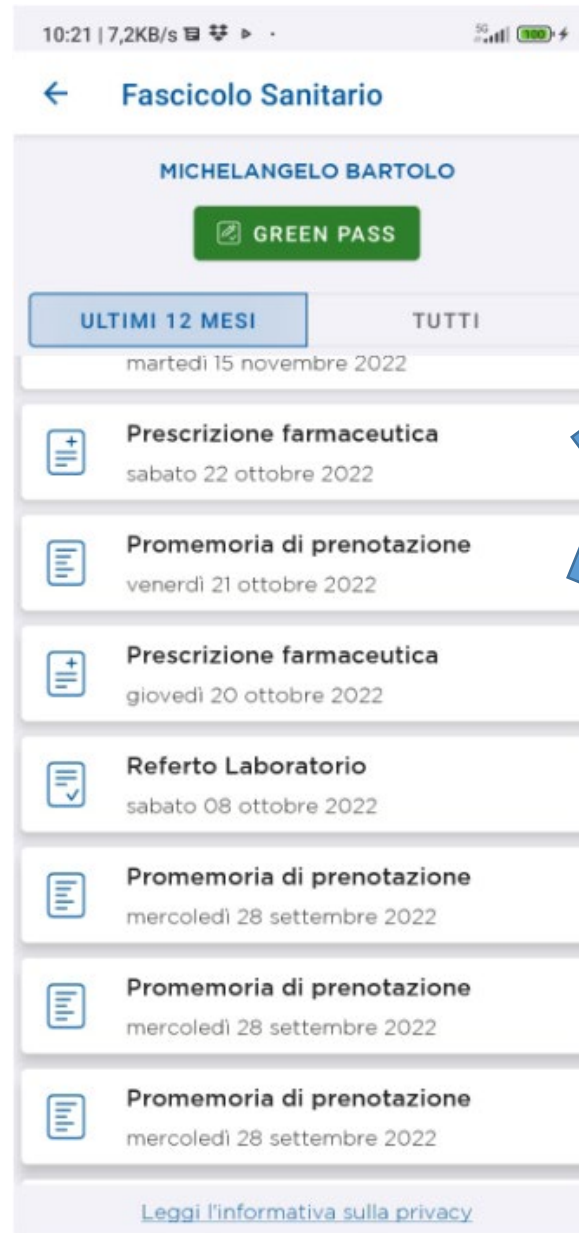 10:21 | 7,2KB/s
5G
100
Fascicolo Sanitario
MICHELANGELO BARTOLO
GREEN PASS
ULTIMI 12 MESI TUTTI
martedì 15 novembre 2022
Prescrizione farmaceutica
sabato 22 ottobre 2022
Promemoria di prenotazione
venerdì 21 ottobre 2022
Prescrizione farmaceutica
giovedì 20 ottobre 2022
Referto Laboratorio
sabato 08 ottobre 2022
Promemoria di prenotazione
mercoledì 28 settembre 2022
Promemoria di prenotazione
mercoledì 28 settembre 2022
Promemoria di prenotazione
mercoledì 28 settembre 2022
Leggi l'informativa sulla privacy